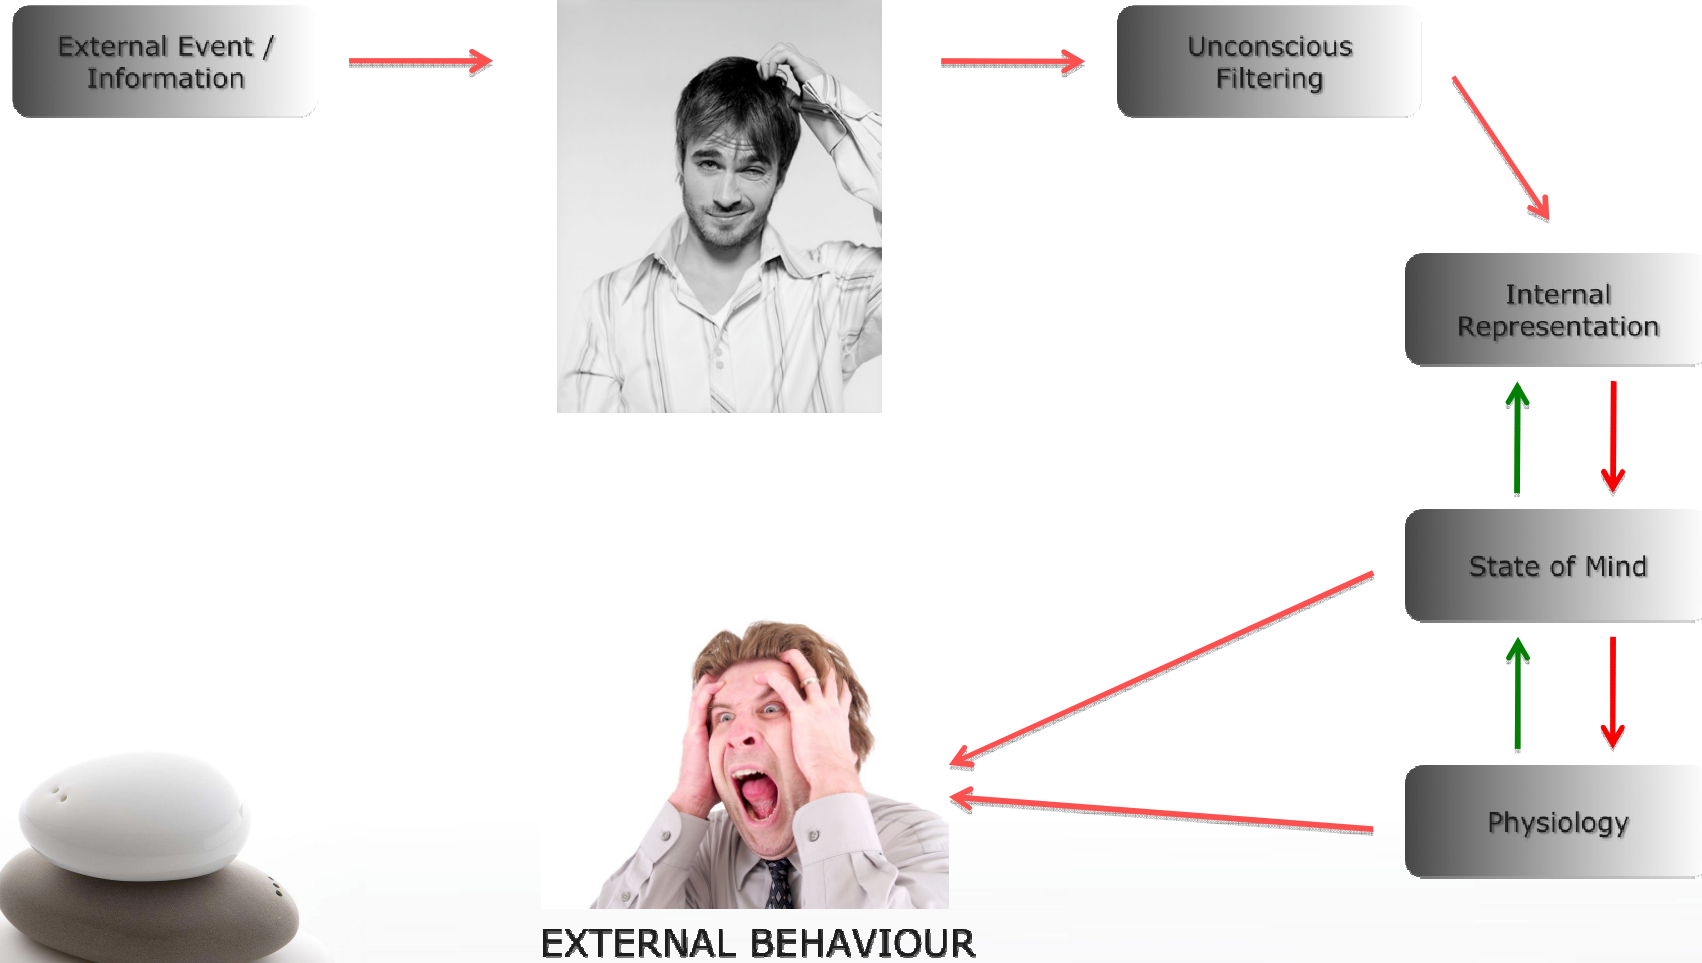 External Event /
Information
Unconscious
Filtering
Internal
Representation
State of Mind
Physiology
EXTERNAL BEHAVIOUR